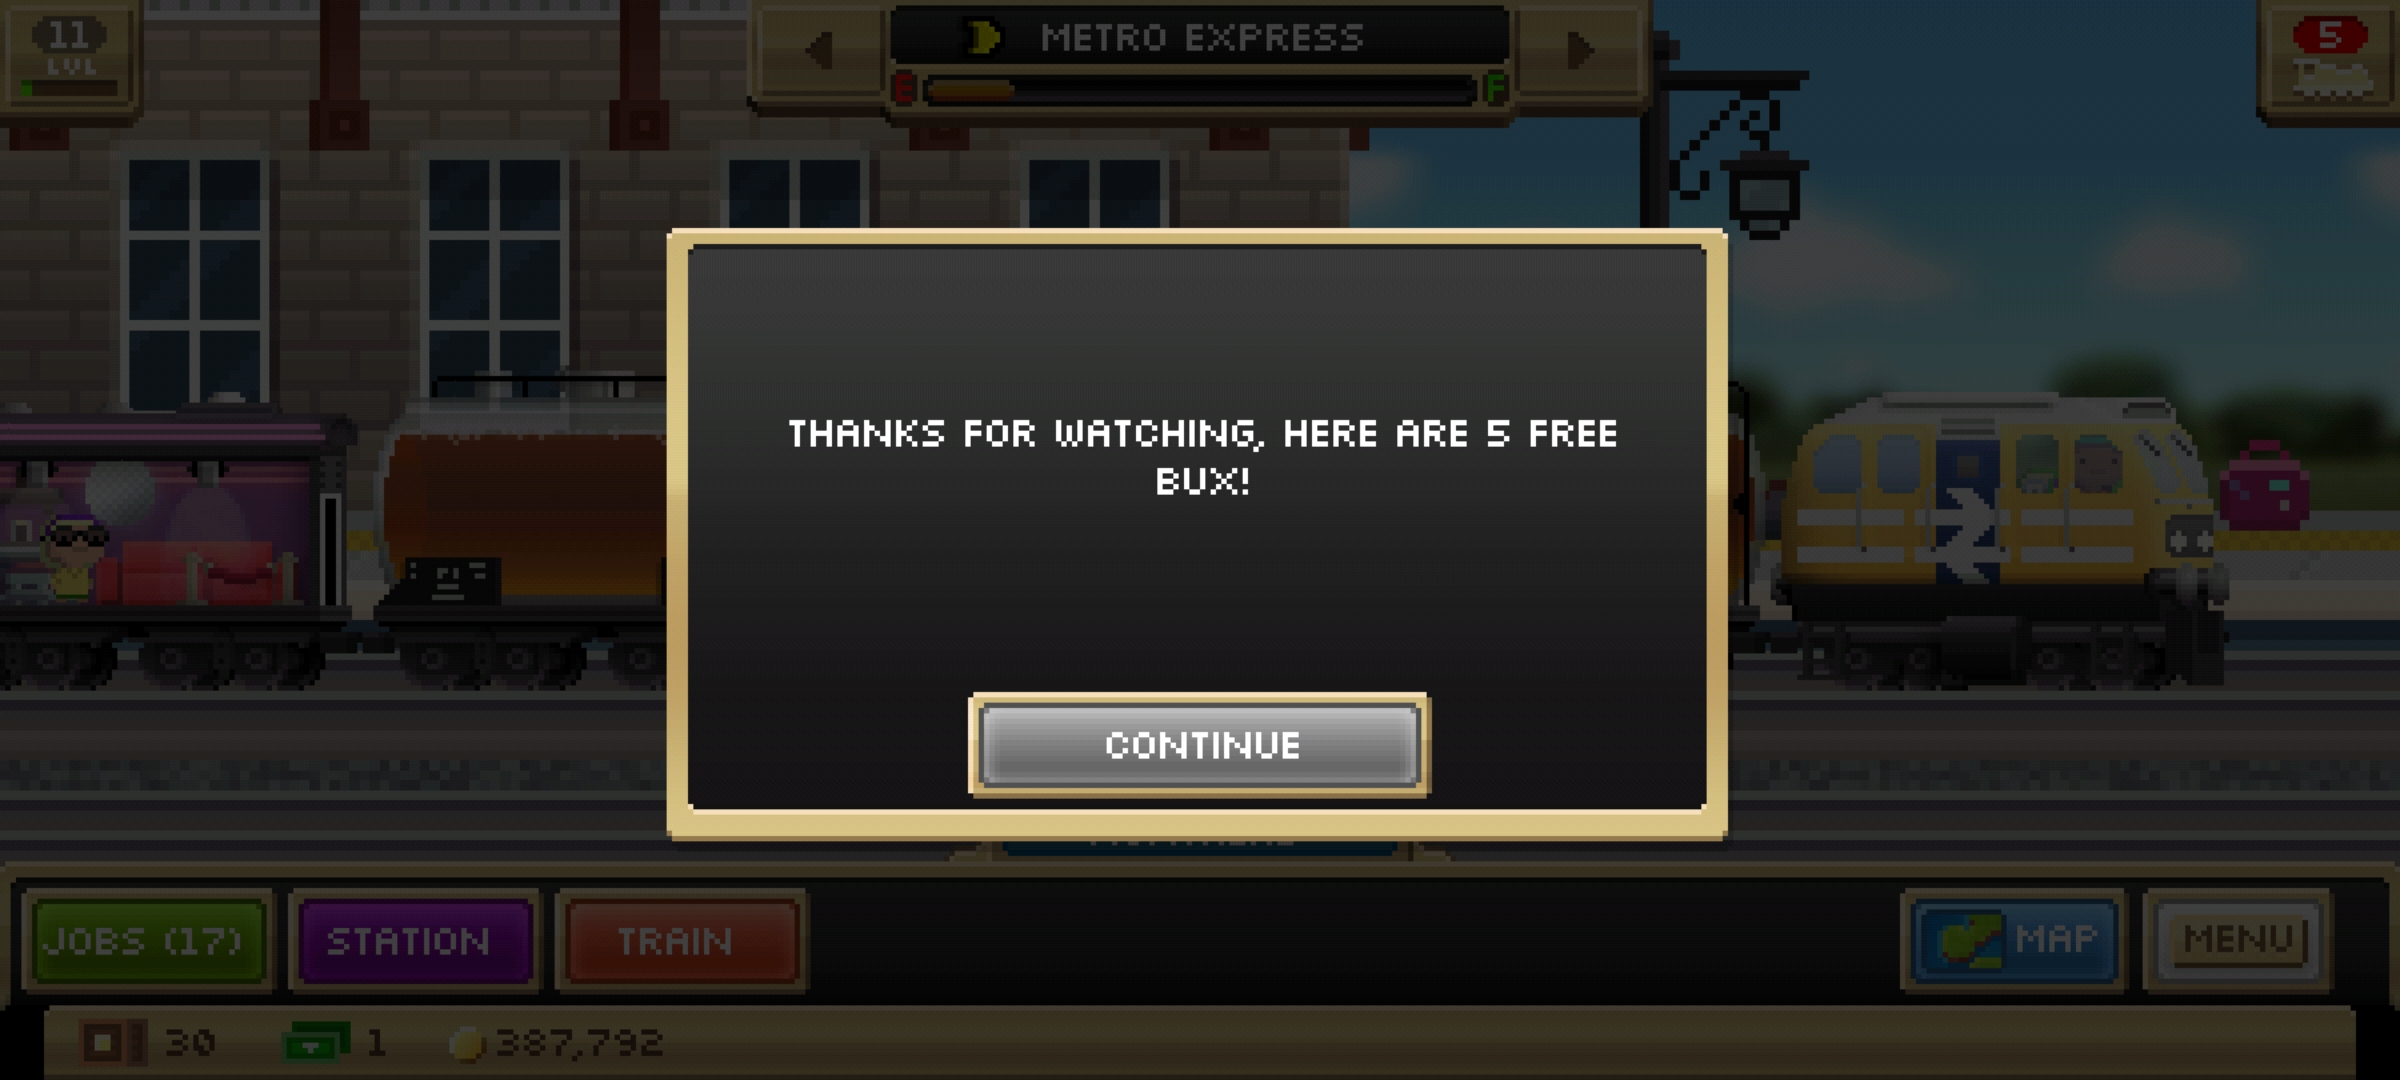 11
LVL
METRO EXPRESS
E
F
5
THANKS FOR WATCHING, HERE ARE 5 FREE
BUX!
CONTINUE
JOBS (17)
STATION
TRAIN
MAP
MENU
30
1
387,792